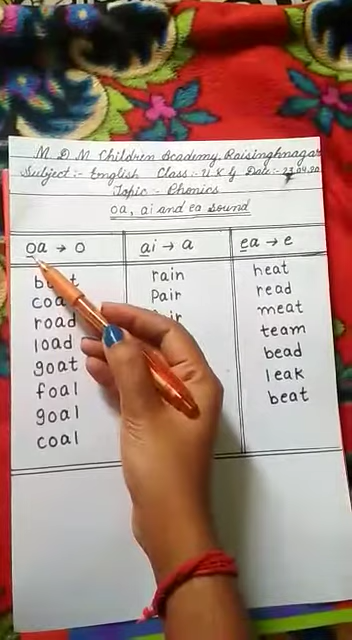 M. D. M Children Academy, Raisinghnagar
Subject :- English Class :- U.K.G Date :- 23.04.20
Topic - Phonics
oa, ai and ea sound
oa → o ai → a ea → e
rain heat
Pair read
road meat
load team
goat bead
foal leak
goal beat
coal